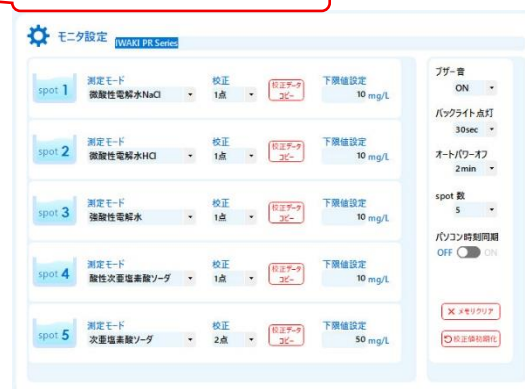 モニタ設定 IWAKI PR Series
spot 1 測定モード 校正 校正データ 下限値設定
微酸性電解水NaCl 1点 コピー 10 mg/L
spot 2 測定モード 校正 校正データ 下限値設定
微酸性電解水HCl 1点 コピー 10 mg/L
spot 3 測定モード 校正 校正データ 下限値設定
強酸性電解水 1点 コピー 10 mg/L
spot 4 測定モード 校正 校正データ 下限値設定
酸性次亜塩素酸ソーダ 1点 コピー 10 mg/L
spot 5 測定モード 校正 校正データ 下限値設定
次亜塩素酸ソーダ 2点 コピー 50 mg/L
ブザー音
ON
バックライト点灯
30sec
オートパワーオフ
2min
spot 数
5
パソコン時刻同期
OFF ON
メモリクリア
校正値初期化